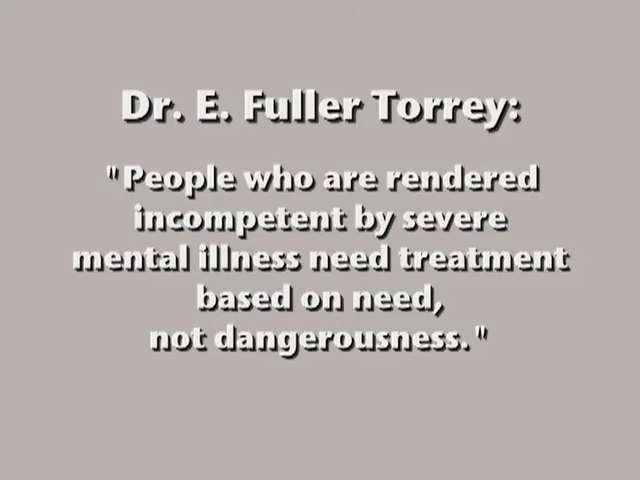 Dr. E. Fuller Torrey:
"People who are rendered
incompetent by severe
mental illness need treatment
based on need,
not dangerousness."